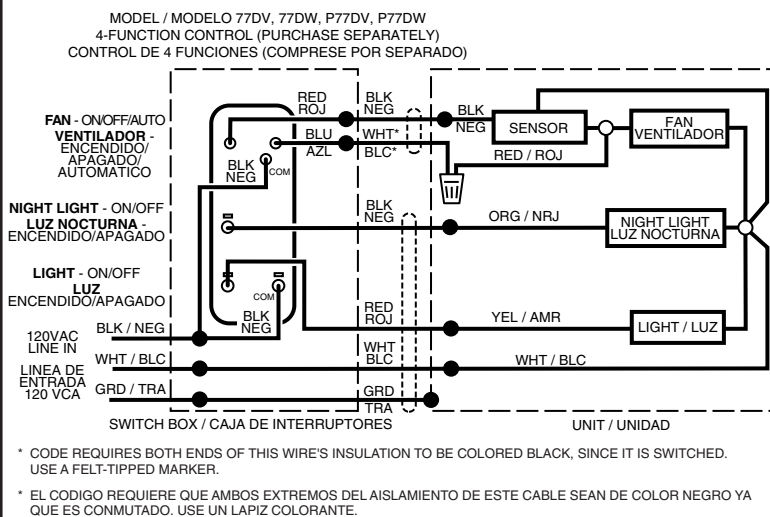 MODEL / MODELO 77DV, 77DW, P77DV, P77DW
4-FUNCTION CONTROL (PURCHASE SEPARATELY)
CONTROL DE 4 FUNCIONES (COMPRESE POR SEPARADO)
FAN - ON/OFF/AUTO
VENTILADOR -
ENCENDIDO/
APAGADO/
AUTOMATICO
NIGHT LIGHT - ON/OFF
LUZ NOCTURNA -
ENCENDIDO/APAGADO
LIGHT - ON/OFF
LUZ
ENCENDIDO/APAGADO
120VAC
LINE IN
LINEA DE
ENTRADA
120 VCA
BLK / NEG
WHT / BLC
GRD / TRA
RED
ROJ
BLU
AZL
BLK
NEG
COM
COM
BLK
NEG
BLK
NEG
WHT*
BLC*
BLK
NEG
RED
ROJ
WHT
BLC
GRD
TRA
BLK
NEG
SENSOR
RED / ROJ
FAN
VENTILADOR
ORG / NRJ
NIGHT LIGHT
LUZ NOCTURNA
YEL / AMR
LIGHT / LUZ
WHT / BLC
SWITCH BOX / CAJA DE INTERRUPTORES
UNIT / UNIDAD
* CODE REQUIRES BOTH ENDS OF THIS WIRE'S INSULATION TO BE COLORED BLACK, SINCE IT IS SWITCHED.
USE A FELT-TIPPED MARKER.
* EL CODIGO REQUIERE QUE AMBOS EXTREMOS DEL AISLAMIENTO DE ESTE CABLE SEAN DE COLOR NEGRO YA
QUE ES CONMUTADO. USE UN LAPIZ COLORANTE.